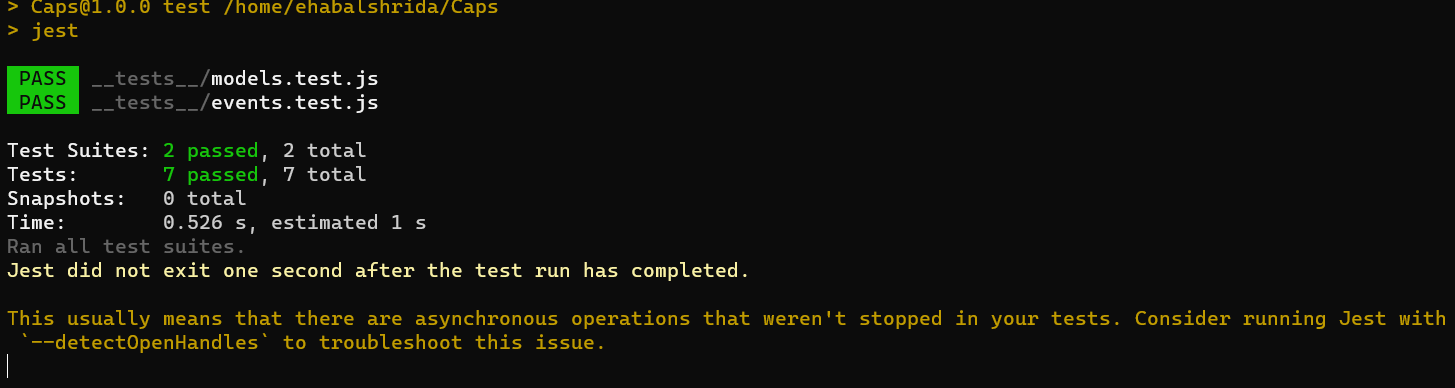 > Caps@1.0.0 test /home/ehabalshrida/Caps
> jest
PASS __tests__/models.test.js
PASS __tests__/events.test.js
Test Suites: 2 passed, 2 total
Tests: 7 passed, 7 total
Snapshots: 0 total
Time: 0.526 s, estimated 1 s
Ran all test suites.
Jest did not exit one second after the test run has completed.
This usually means that there are asynchronous operations that weren't stopped in your tests. Consider running Jest with
`--detectOpenHandles` to troubleshoot this issue.